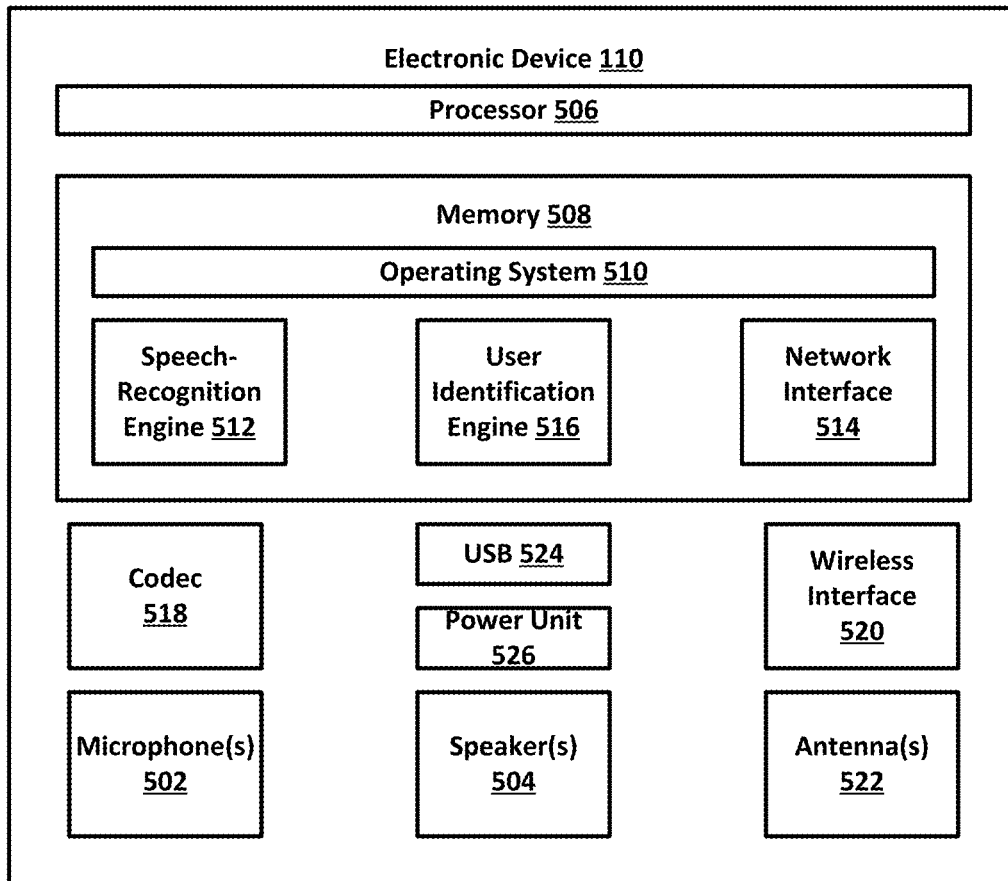 Electronic Device 110
Processor 506
Memory 508
Operating System 510
Speech-
Recognition
Engine 512
User
Identification
Engine 516
Network
Interface
514
Codec
518
USB 524
Power Unit
526
Wireless
Interface
520
Microphone(s)
502
Speaker(s)
504
Antenna(s)
522